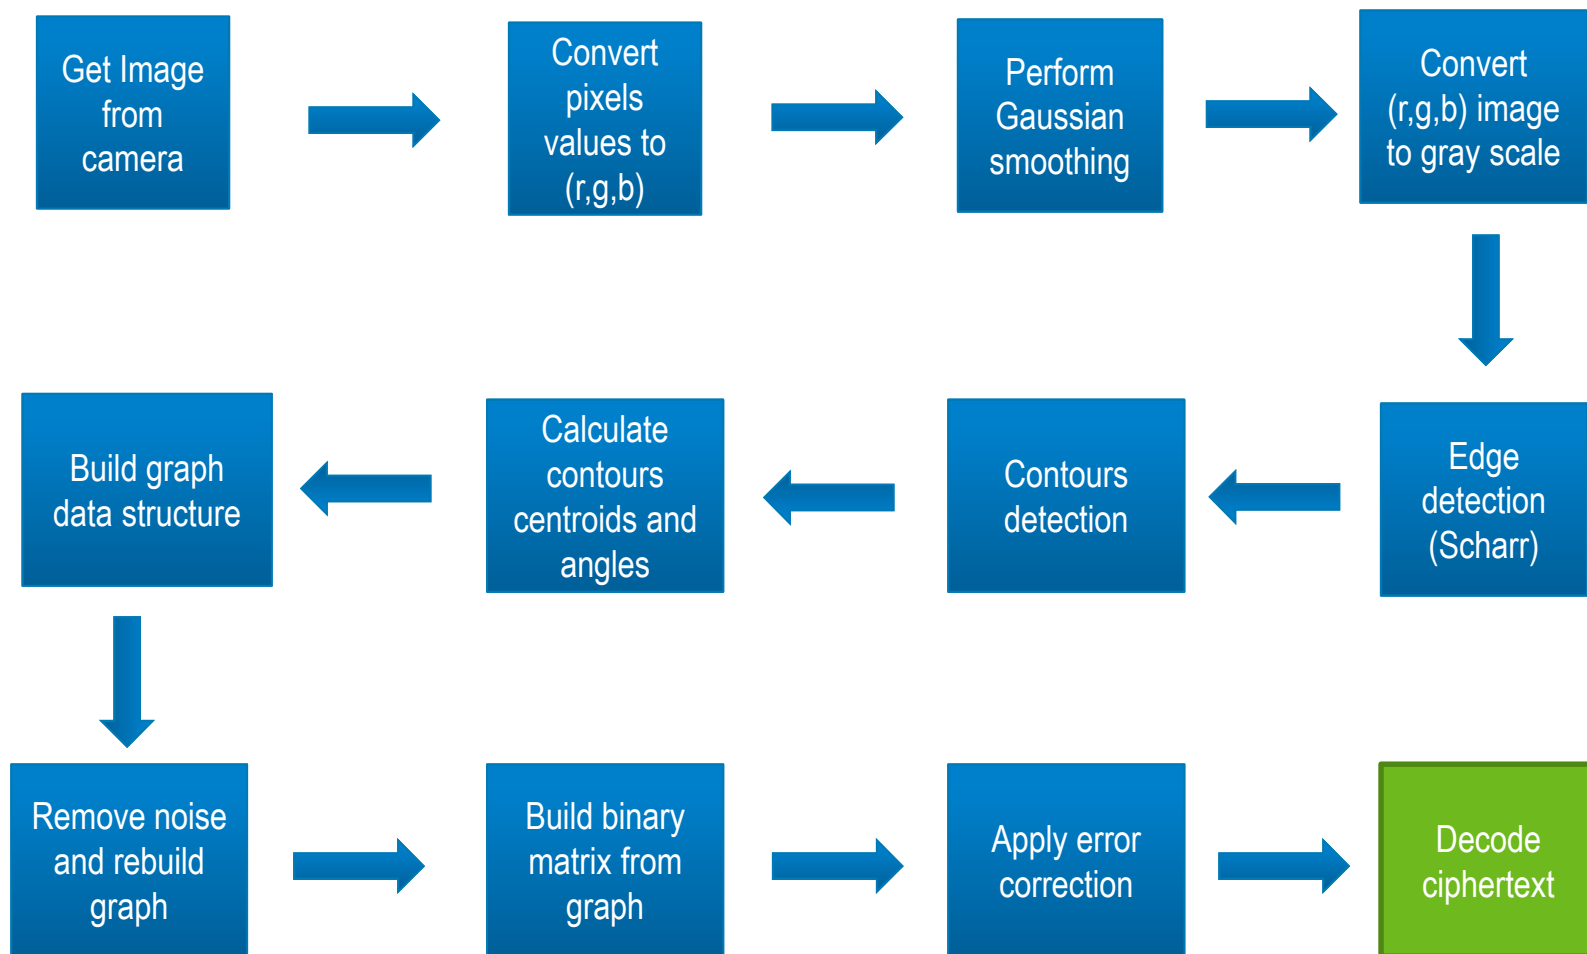 Get Image
from
camera
Convert
pixels
values to
(r,g,b)
Perform
Gaussian
smoothing
Convert
(r,g,b) image
to gray scale
Edge
detection
(Scharr)
Contours
detection
Calculate
contours
centroids and
angles
Build graph
data structure
Remove noise
and rebuild
graph
Build binary
matrix from
graph
Apply error
correction
Decode
ciphertext